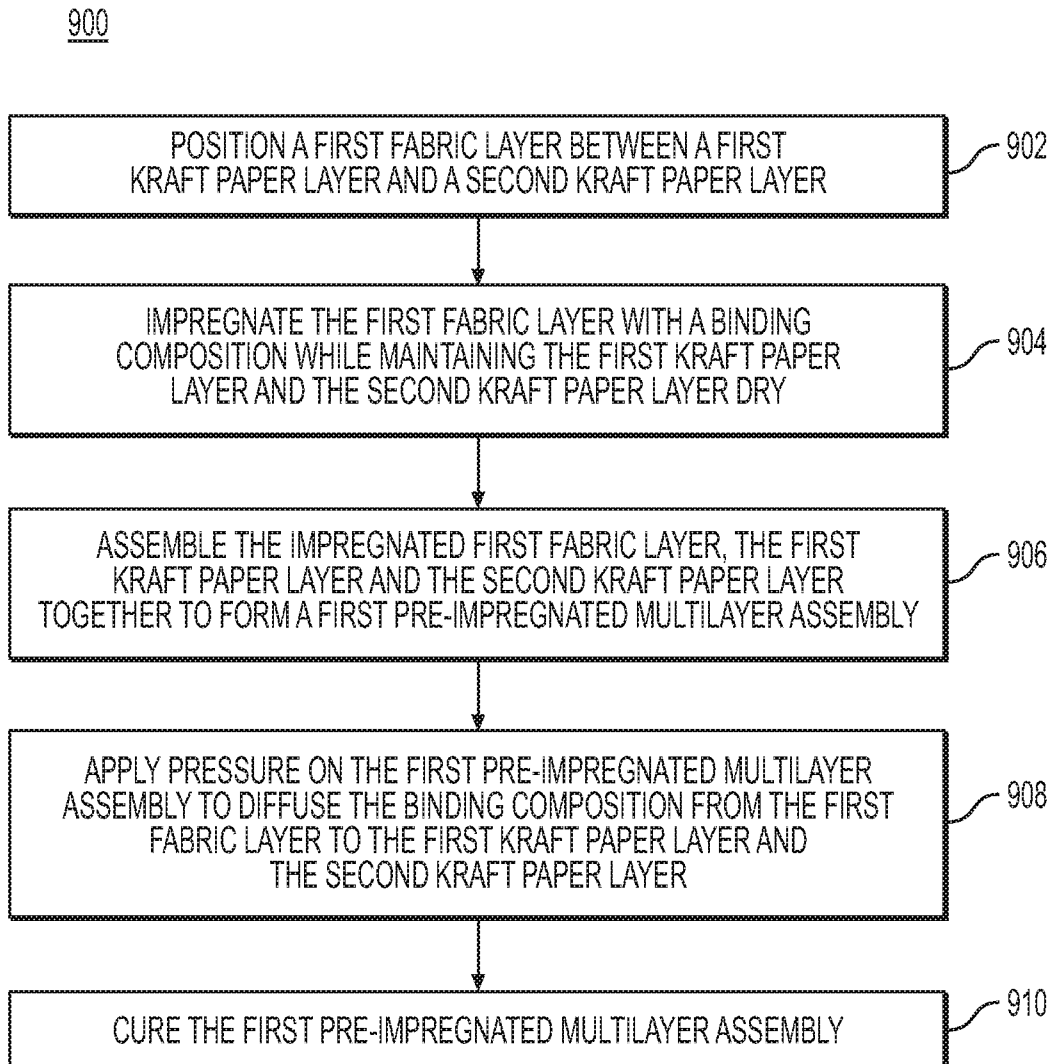 900
POSITION A FIRST FABRIC LAYER BETWEEN A FIRST
KRAFT PAPER LAYER AND A SECOND KRAFT PAPER LAYER
902
IMPREGNATE THE FIRST FABRIC LAYER WITH A BINDING
COMPOSITION WHILE MAINTAINING THE FIRST KRAFT PAPER
LAYER AND THE SECOND KRAFT PAPER LAYER DRY
904
ASSEMBLE THE IMPREGNATED FIRST FABRIC LAYER, THE FIRST
KRAFT PAPER LAYER AND THE SECOND KRAFT PAPER LAYER
TOGETHER TO FORM A FIRST PRE-IMPREGNATED MULTILAYER ASSEMBLY
906
APPLY PRESSURE ON THE FIRST PRE-IMPREGNATED MULTILAYER
ASSEMBLY TO DIFFUSE THE BINDING COMPOSITION FROM THE FIRST
FABRIC LAYER TO THE FIRST KRAFT PAPER LAYER AND
THE SECOND KRAFT PAPER LAYER
908
CURE THE FIRST PRE-IMPREGNATED MULTILAYER ASSEMBLY
910